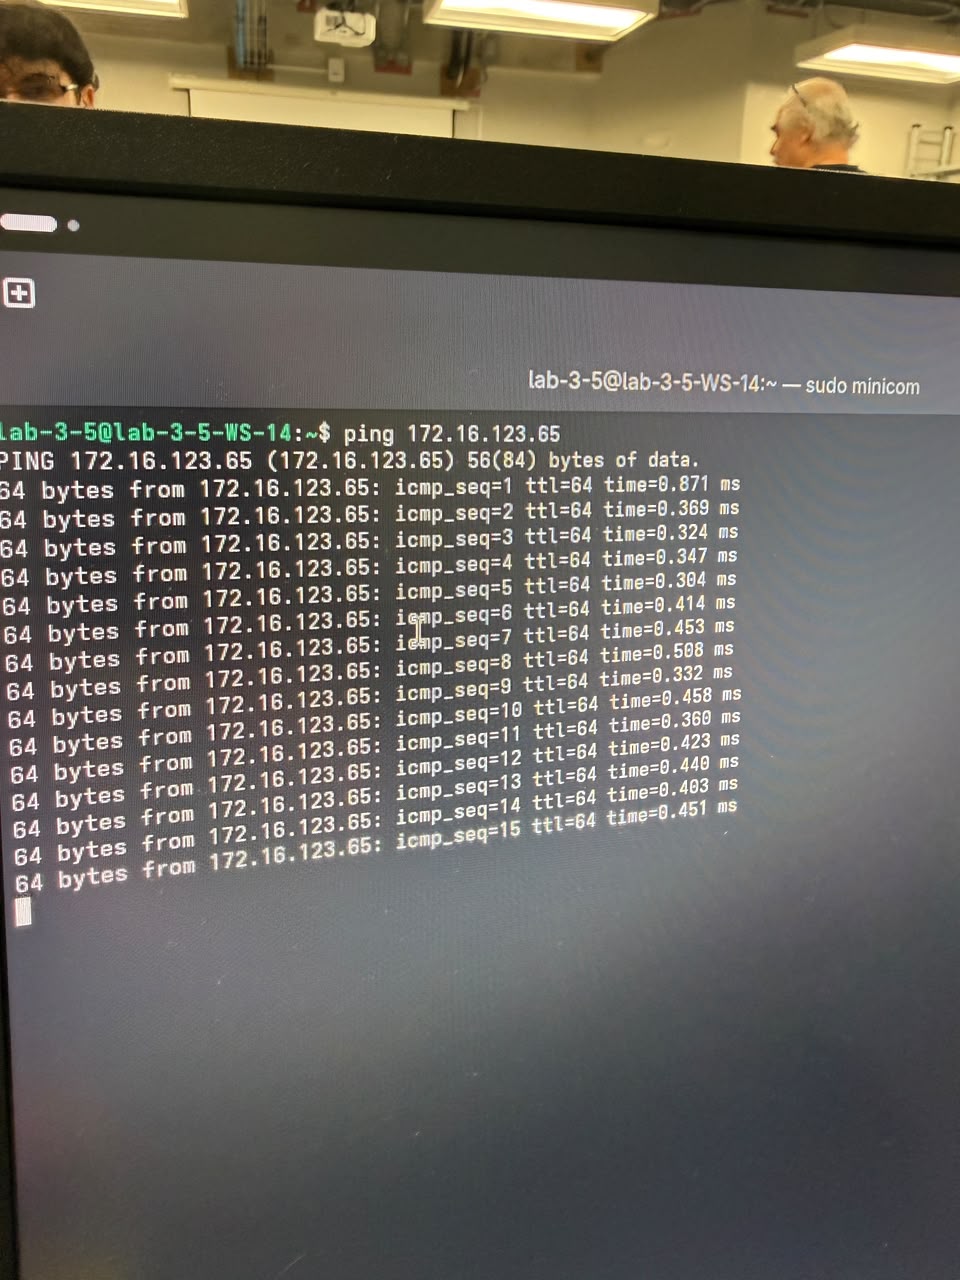 lab-3-5@lab-3-5-WS-14:~ — sudo minicom
lab-3-5@lab-3-5-WS-14:~$ ping 172.16.123.65
PING 172.16.123.65 (172.16.123.65) 56(84) bytes of data.
64 bytes from 172.16.123.65: icmp_seq=1 ttl=64 time=0.871 ms
64 bytes from 172.16.123.65: icmp_seq=2 ttl=64 time=0.369 ms
64 bytes from 172.16.123.65: icmp_seq=3 ttl=64 time=0.324 ms
64 bytes from 172.16.123.65: icmp_seq=4 ttl=64 time=0.347 ms
64 bytes from 172.16.123.65: icmp_seq=5 ttl=64 time=0.304 ms
64 bytes from 172.16.123.65: icmp_seq=6 ttl=64 time=0.414 ms
64 bytes from 172.16.123.65: icmp_seq=7 ttl=64 time=0.453 ms
64 bytes from 172.16.123.65: icmp_seq=8 ttl=64 time=0.508 ms
64 bytes from 172.16.123.65: icmp_seq=9 ttl=64 time=0.332 ms
64 bytes from 172.16.123.65: icmp_seq=10 ttl=64 time=0.458 ms
64 bytes from 172.16.123.65: icmp_seq=11 ttl=64 time=0.360 ms
64 bytes from 172.16.123.65: icmp_seq=12 ttl=64 time=0.423 ms
64 bytes from 172.16.123.65: icmp_seq=13 ttl=64 time=0.440 ms
64 bytes from 172.16.123.65: icmp_seq=14 ttl=64 time=0.403 ms
64 bytes from 172.16.123.65: icmp_seq=15 ttl=64 time=0.451 ms